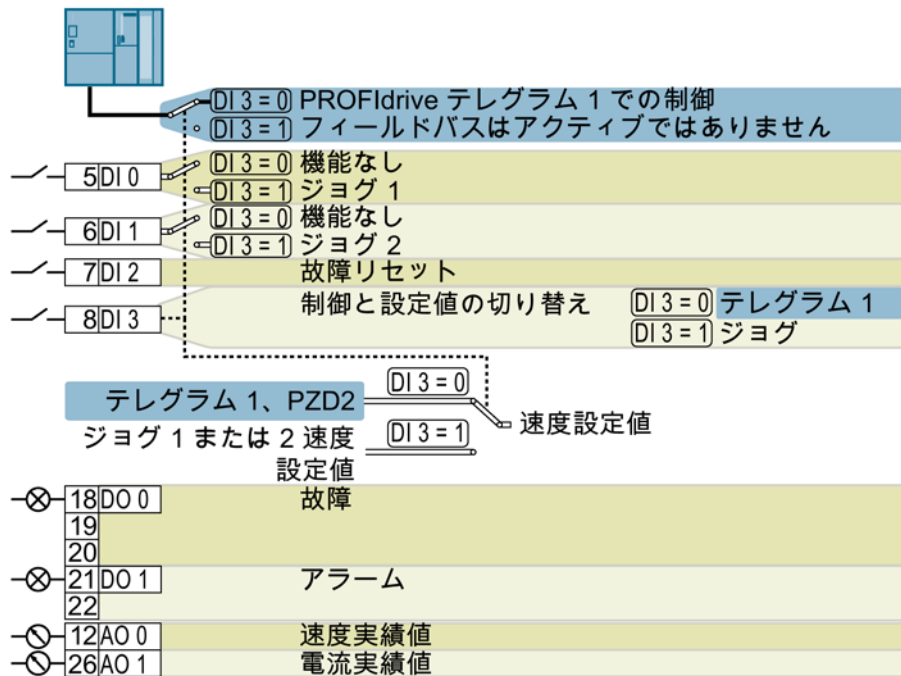 DI 3 = 0 PROFIdrive テレグラム 1 での制御
DI 3 = 1 フィールドバスはアクティブではありません
5 DI 0 DI 3 = 0 機能なし
DI 3 = 1 ジョグ 1
6 DI 1 DI 3 = 0 機能なし
DI 3 = 1 ジョグ 2
7 DI 2 故障リセット
8 DI 3 制御と設定値の切り替え DI 3 = 0 テレグラム 1
DI 3 = 1 ジョグ
テレグラム 1、PZD2 DI 3 = 0
速度設定値
ジョグ 1 または 2 速度 DI 3 = 1
設定値
18 DO 0 故障
19
20
21 DO 1 アラーム
22
12 AO 0 速度実績値
26 AO 1 電流実績値